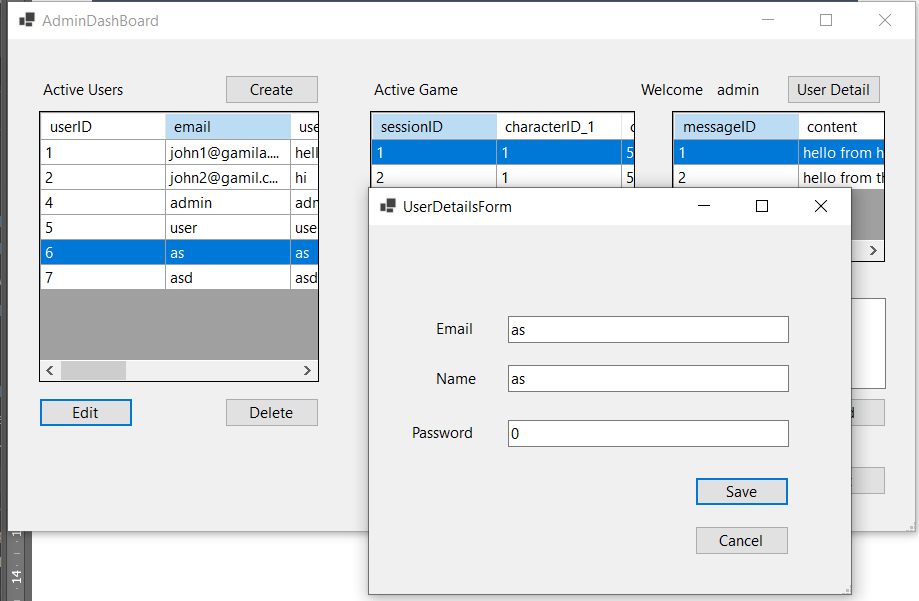 AdminDashBoard
Active Users
Create
Active Game
Welcome admin
User Detail
userID email use
1 john1@gamila.... hell
2 john2@gamil.c... hi
4 admin adn
5 user use
6 as as
7 asd asd
Edit
Delete
sessionID characterID_1
1 1 5
2 1 5
messageID content
1 hello from h
2 hello from th
UserDetailsForm
Email as
Name as
Password 0
Save
Cancel
14